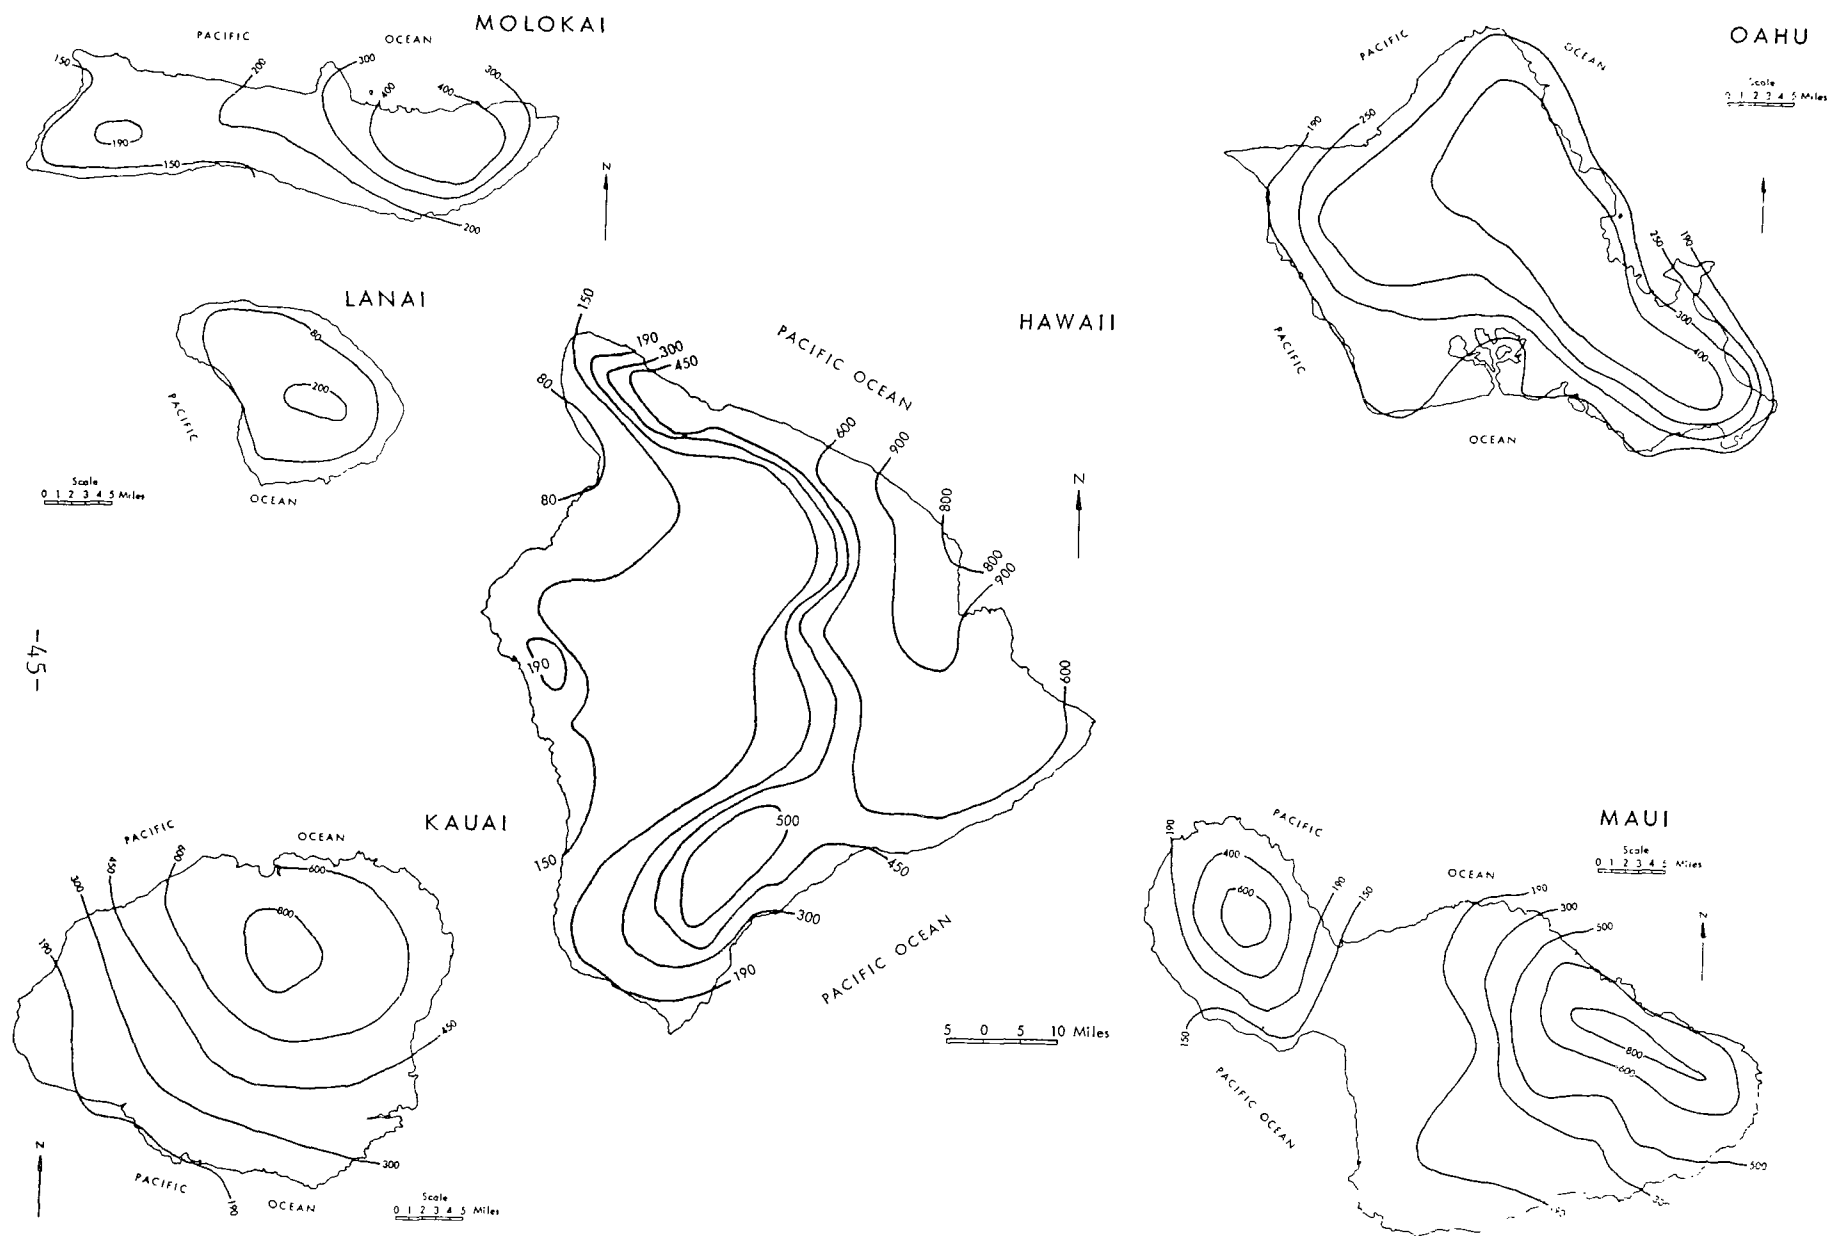 MOLOKAI
PACIFIC
OCEAN
150
200
300
400
400
300
190
150
200
N
OAHU
PACIFIC
OCEAN
Scale
0 1 2 3 4 5 Miles
190
250
250
190
300
400
PACIFIC
OCEAN
LANAI
80
200
PACIFIC
OCEAN
Scale
0 1 2 3 4 5 Miles
HAWAII
PACIFIC OCEAN
150
190
300
450
80
80
600
900
800
800
900
N
190
600
500
150
450
300
190
PACIFIC OCEAN
5 0 5 10 Miles
-45-
KAUAI
PACIFIC
OCEAN
600
450
300
600
800
190
450
300
190
N
PACIFIC
OCEAN
Scale
0 1 2 3 4 5 Miles
MAUI
PACIFIC
OCEAN
Scale
0 1 2 3 4 5 Miles
190
400
600
190
150
190
300
500
N
150
800
600
500
PACIFIC OCEAN